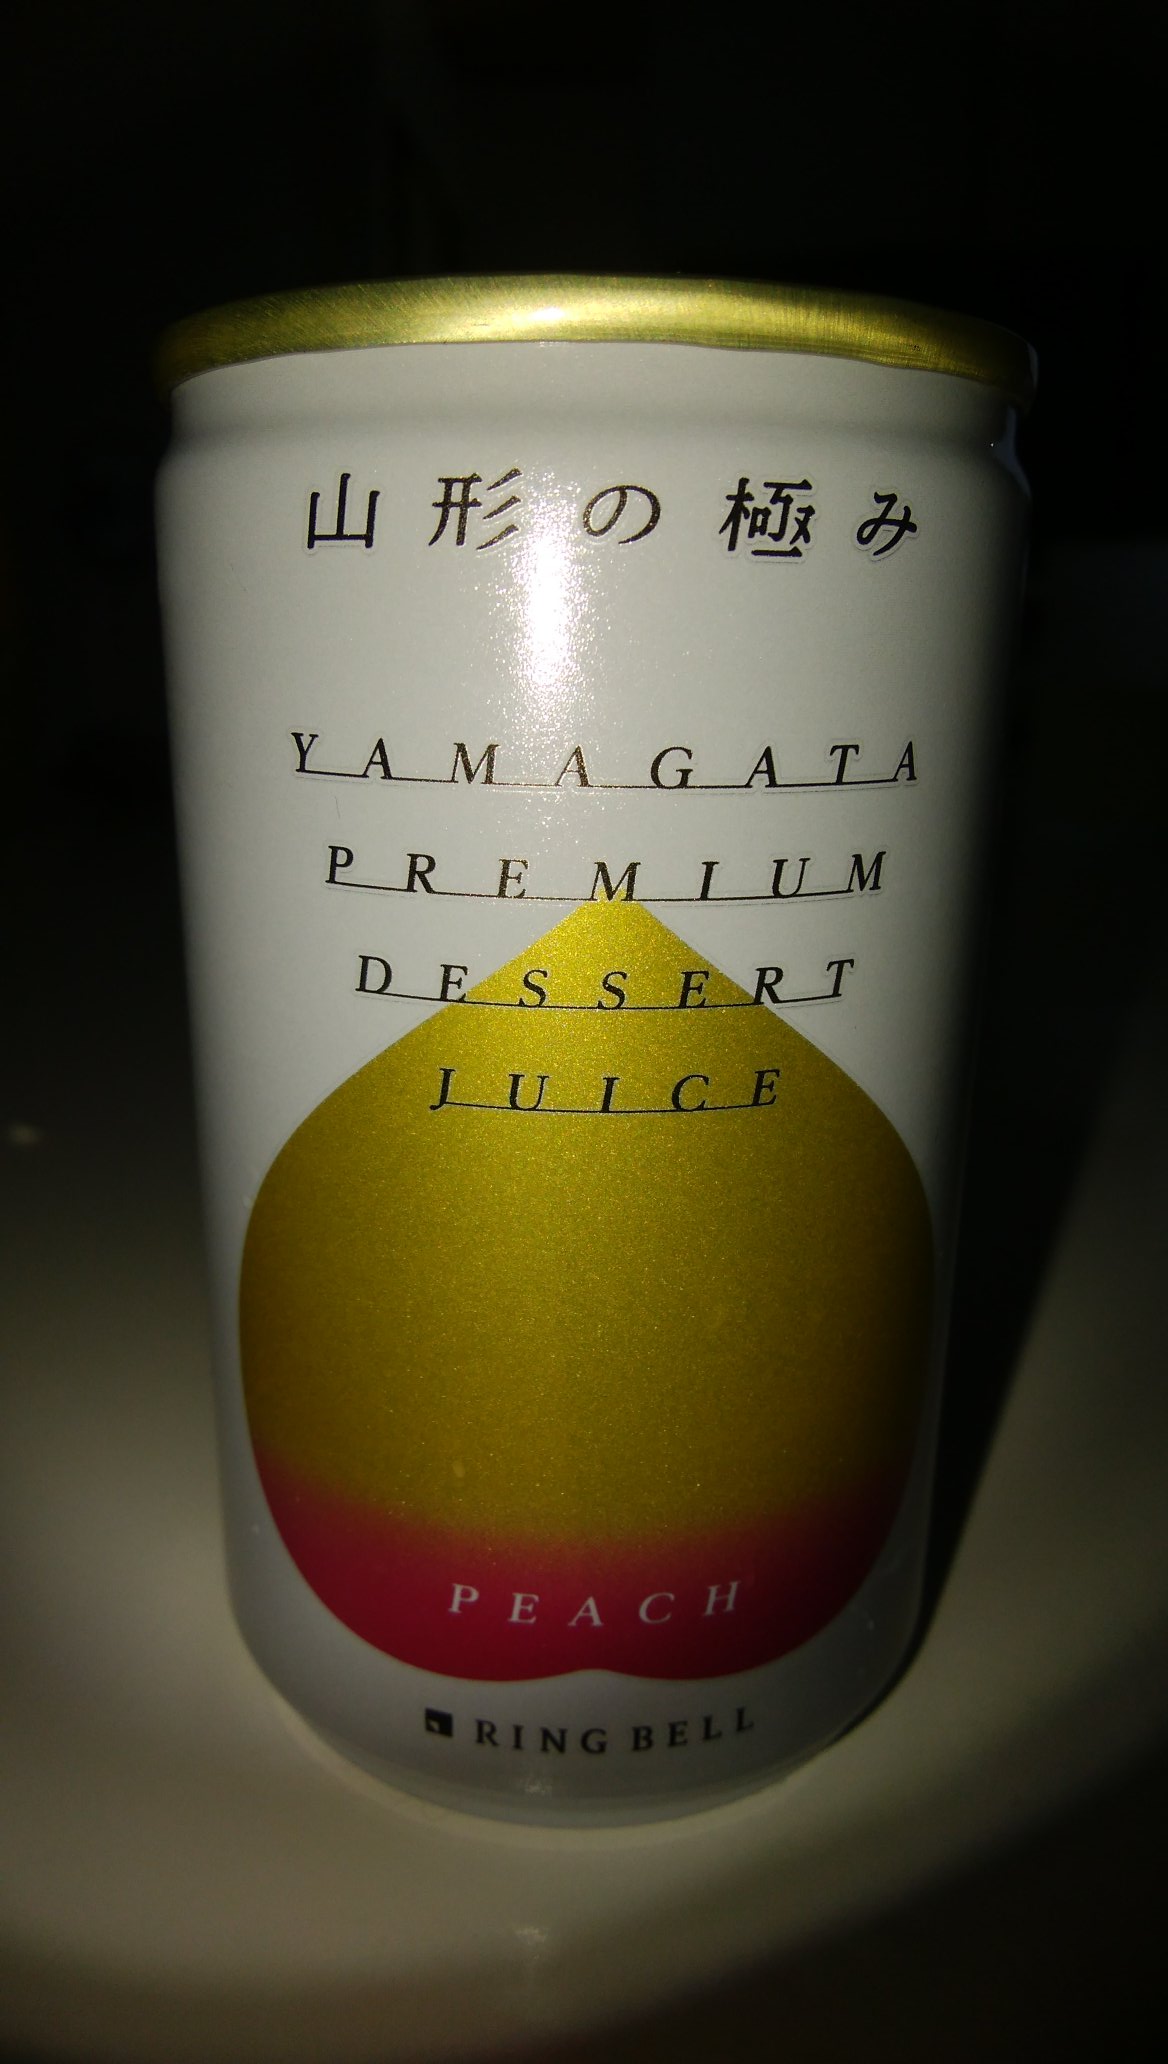 山形の極み
YAMAGATA
PREMIUM
DESSERT
JUICE
PEACH
RING BELL